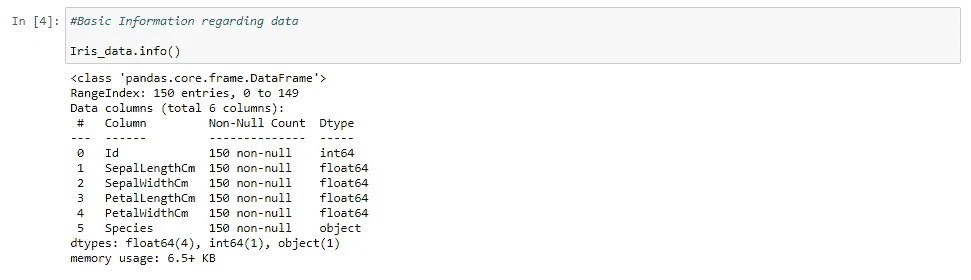 In [4]: #Basic Information regarding data
Iris_data.info()
<class 'pandas.core.frame.DataFrame'>
RangeIndex: 150 entries, 0 to 149
Data columns (total 6 columns):
 #   Column         Non-Null Count  Dtype
---  ------         --------------  -----
 0   Id             150 non-null    int64
 1   SepalLengthCm  150 non-null    float64
 2   SepalWidthCm   150 non-null    float64
 3   PetalLengthCm  150 non-null    float64
 4   PetalWidthCm   150 non-null    float64
 5   Species        150 non-null    object
dtypes: float64(4), int64(1), object(1)
memory usage: 6.5+ KB